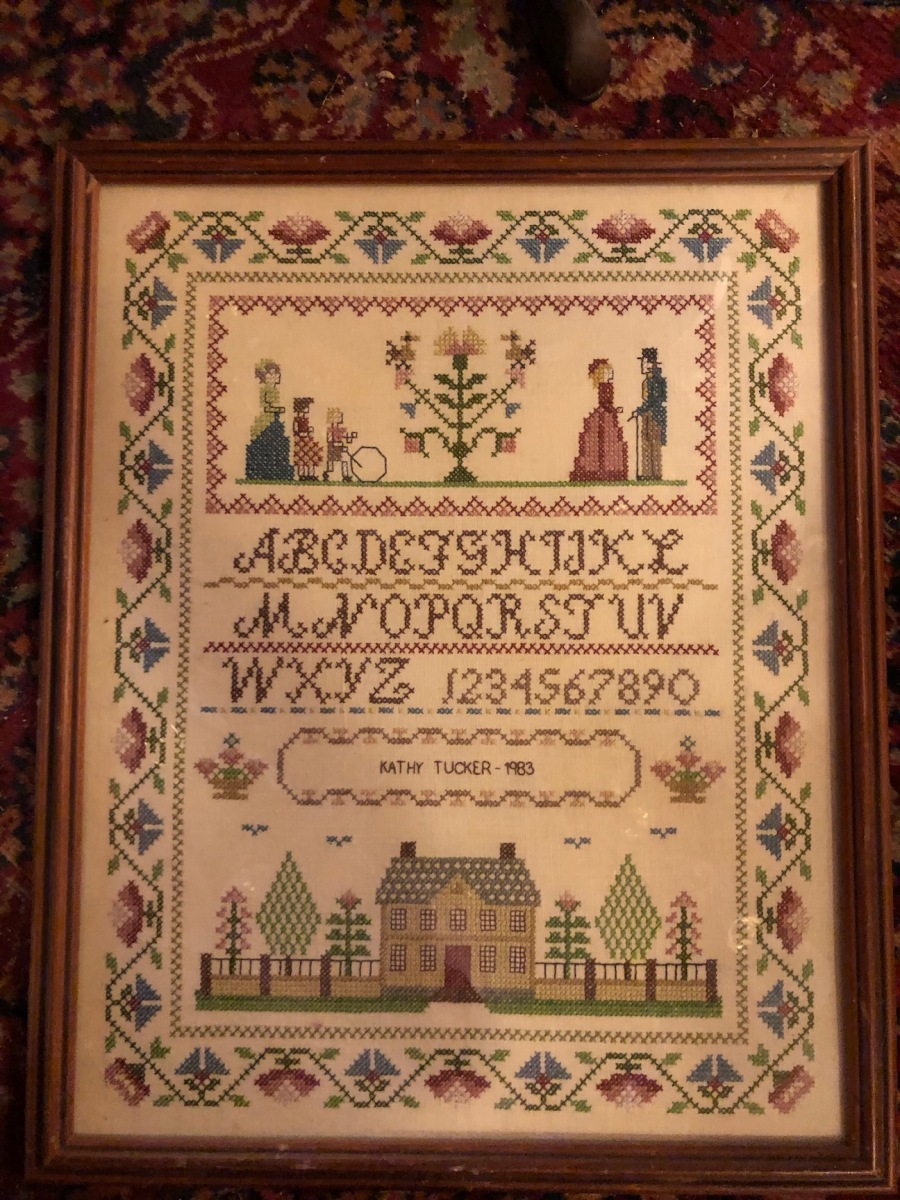 ABCDEFGHIJKL
MNOPQRSTUV
WXYZ 1234567890
KATHY TUCKER - 1983